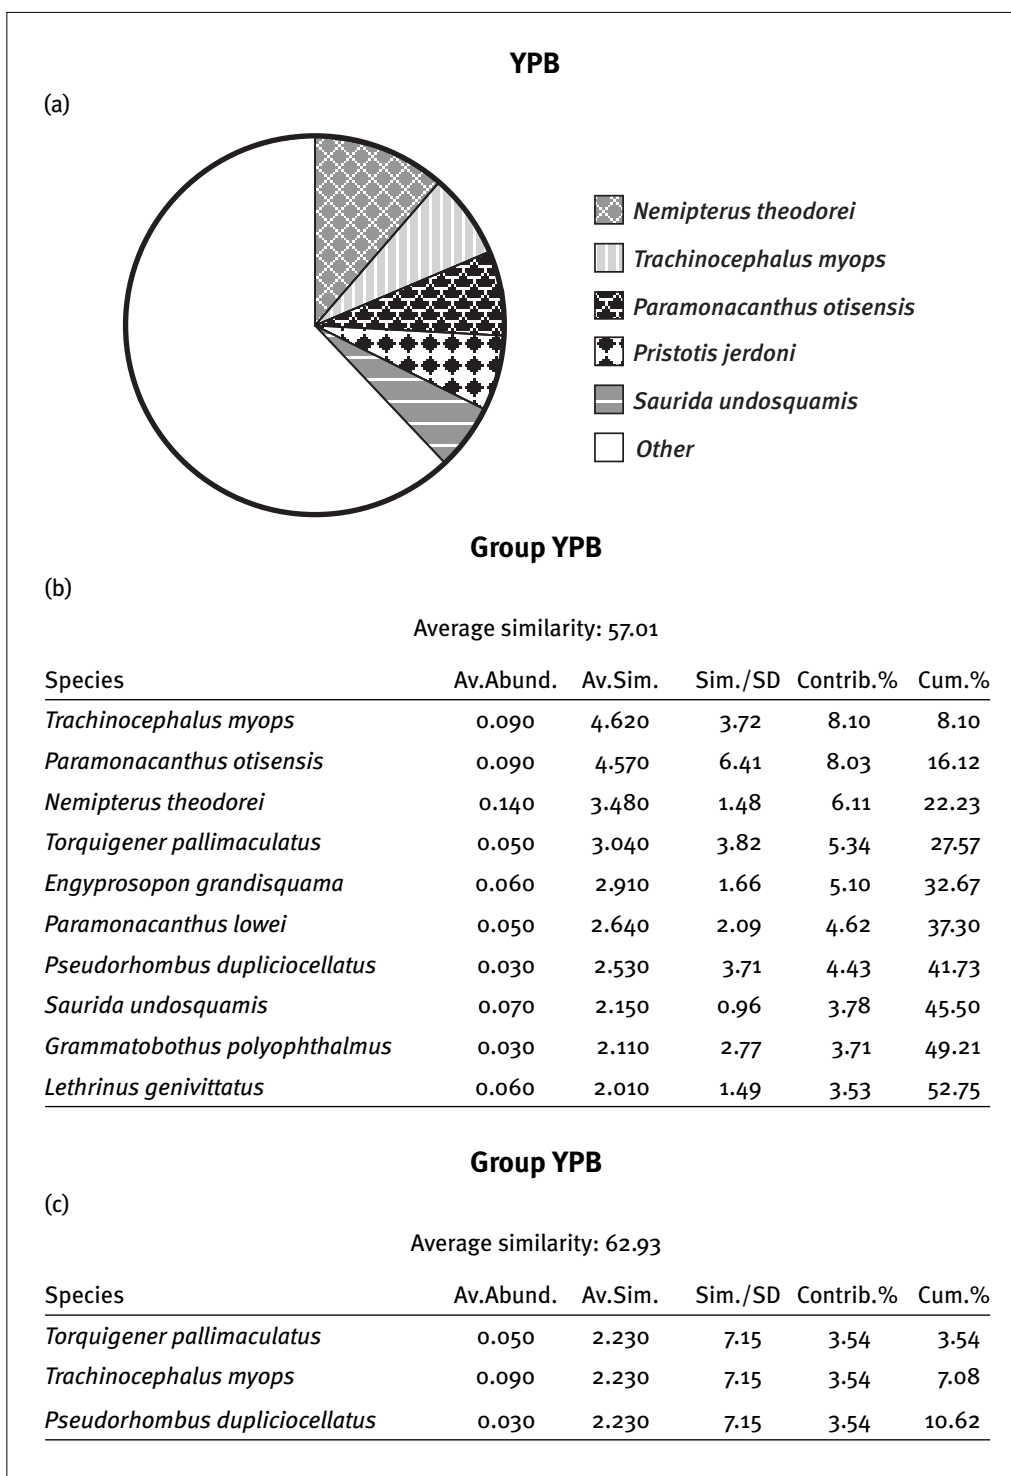 YPB
(a)
Nemipterus theodorei
Trachinocephalus myops
Paramonacanthus otisensis
Pristotis jerdoni
Saurida undosquamis
Other
Group YPB
(b)
Average similarity: 57.01
Species Av.Abund. Av.Sim. Sim./SD Contrib.% Cum.%
Trachinocephalus myops 0.090 4.620 3.72 8.10 8.10
Paramonacanthus otisensis 0.090 4.570 6.41 8.03 16.12
Nemipterus theodorei 0.140 3.480 1.48 6.11 22.23
Torquigener pallimaculatus 0.050 3.040 3.82 5.34 27.57
Engyprosopon grandisquama 0.060 2.910 1.66 5.10 32.67
Paramonacanthus lowei 0.050 2.640 2.09 4.62 37.30
Pseudorhombus dupliciocellatus 0.030 2.530 3.71 4.43 41.73
Saurida undosquamis 0.070 2.150 0.96 3.78 45.50
Grammatobothus polyophthalmus 0.030 2.110 2.77 3.71 49.21
Lethrinus genivittatus 0.060 2.010 1.49 3.53 52.75
Group YPB
(c)
Average similarity: 62.93
Species Av.Abund. Av.Sim. Sim./SD Contrib.% Cum.%
Torquigener pallimaculatus 0.050 2.230 7.15 3.54 3.54
Trachinocephalus myops 0.090 2.230 7.15 3.54 7.08
Pseudorhombus dupliciocellatus 0.030 2.230 7.15 3.54 10.62